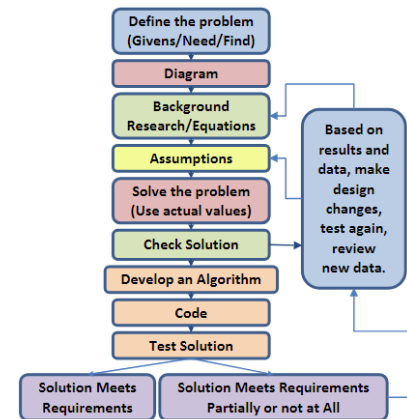 Define the problem
(Givens/Need/Find)
Diagram
Background
Research/Equations
Assumptions
Solve the problem
(Use actual values)
Check Solution
Develop an Algorithm
Code
Test Solution
Solution Meets
Requirements
Solution Meets Requirements
Partially or not at All
Based on
results and
data, make
design
changes,
test again,
review
new data.